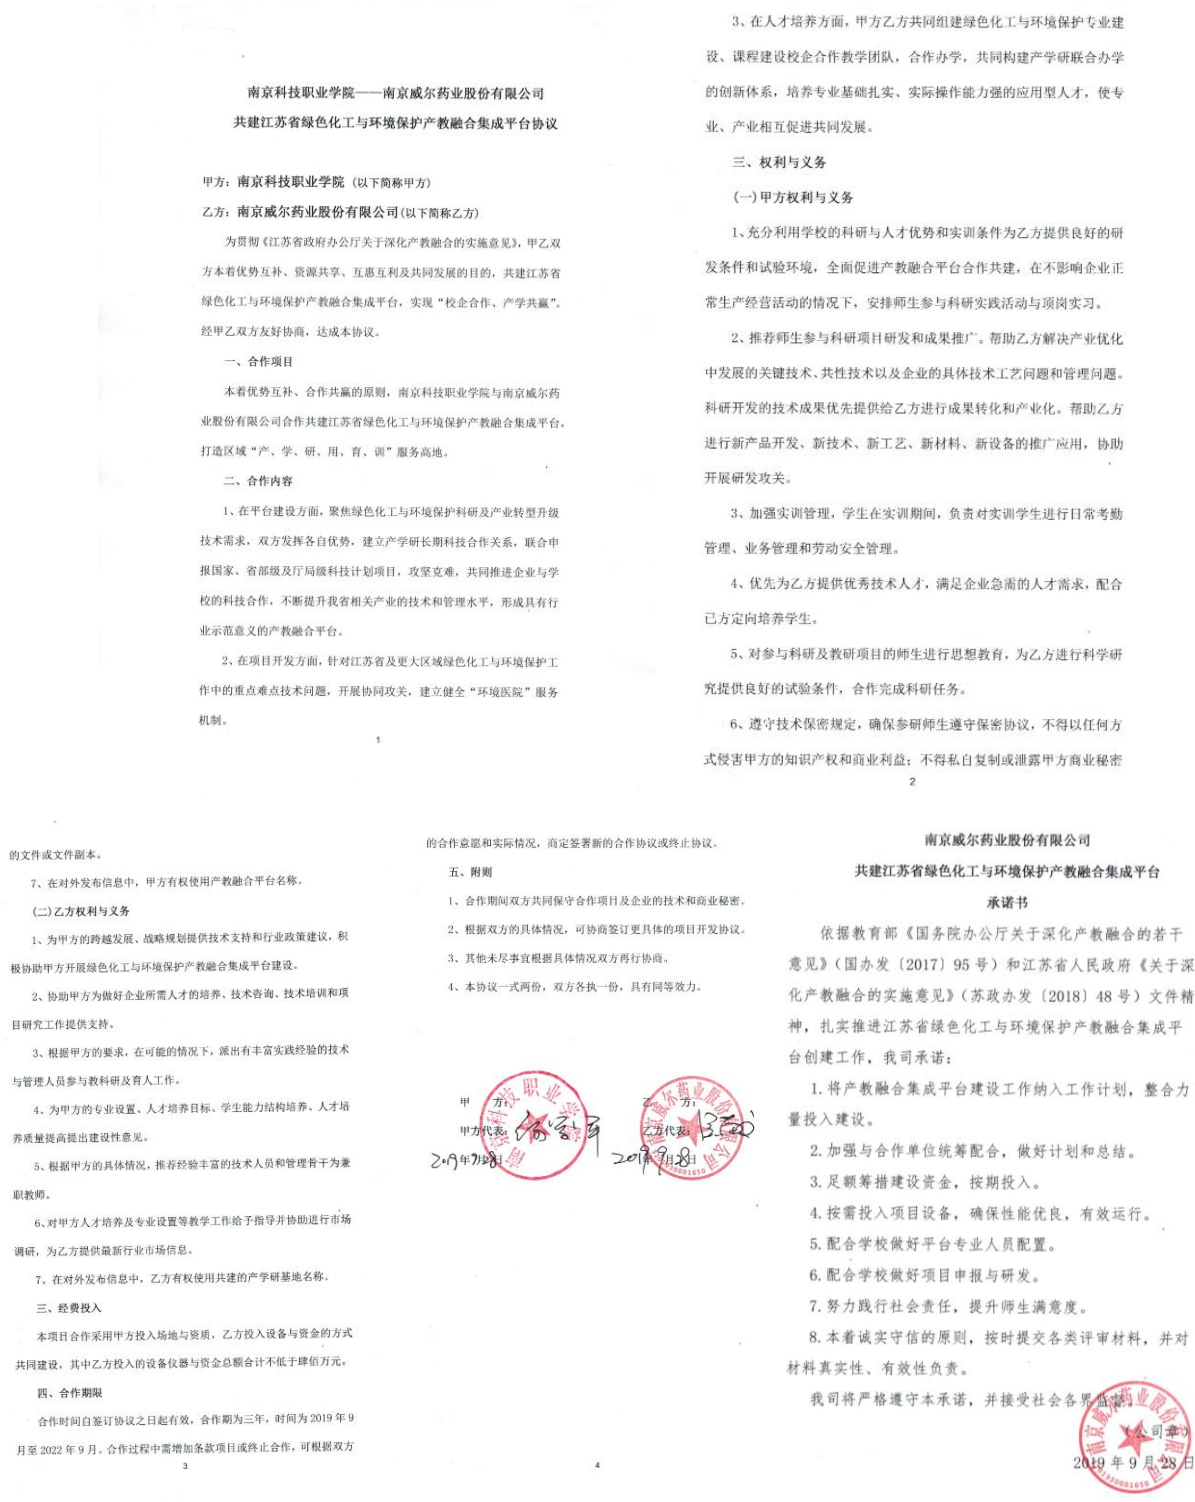 南京科技职业学院——南京威尔药业股份有限公司
共建江苏省绿色化工与环境保护产教融合集成平台协议
甲方：南京科技职业学院（以下简称甲方）
乙方：南京威尔药业股份有限公司(以下简称乙方)
为贯彻《江苏省政府办公厅关于深化产教融合的实施意见》，甲乙双
方本着优势互补、资源共享、互惠互利及共同发展的目的，共建江苏省
绿色化工与环境保护产教融合集成平台，实现“校企合作、产学共赢”。
经甲乙双方友好协商，达成本协议。
一、合作项目
本着优势互补、合作共赢的原则，南京科技职业学院与南京威尔药
业股份有限公司合作共建江苏省绿色化工与环境保护产教融合集成平台，
打造区域“产、学、研、用、育、训”服务高地。
二、合作内容
1、在平台建设方面，聚焦绿色化工与环境保护科研及产业转型升级
技术需求，双方发挥各自优势，建立产学研长期科技合作关系，联合申
报国家、省部级及厅局级科技计划项目，攻坚克难，共同推进企业与学
校的科技合作，不断提升我省相关产业的技术和管理水平，形成具有行
业示范意义的产教融合平台。
2、在项目开发方面，针对江苏省及更大区域绿色化工与环境保护工
作中的重点难点技术问题，开展协同攻关，建立健全“环境医院”服务
机制。
1
3、在人才培养方面，甲方乙方共同组建绿色化工与环境保护专业建
设、课程建设校企合作教学团队，合作办学，共同构建产学研联合办学
的创新体系，培养专业基础扎实、实际操作能力强的应用型人才，使专
业、产业相互促进共同发展。
三、权利与义务
(一)甲方权利与义务
1、充分利用学校的科研与人才优势和实训条件为乙方提供良好的研
发条件和试验环境，全面促进产教融合平台合作共建，在不影响企业正
常生产经营活动的情况下，安排师生参与科研实践活动与顶岗实习。
2、推荐师生参与科研项目研发和成果推广。帮助乙方解决产业优化
中发展的关键技术、共性技术以及企业的具体技术工艺问题和管理问题。
科研开发的技术成果优先提供给乙方进行成果转化和产业化。帮助乙方
进行新产品开发、新技术、新工艺、新材料、新设备的推广应用，协助
开展研发攻关。
3、加强实训管理，学生在实训期间，负责对实训学生进行日常考勤
管理、业务管理和劳动安全管理。
4、优先为乙方提供优秀技术人才，满足企业急需的人才需求，配合
已方定向培养学生。
5、对参与科研及教研项目的师生进行思想教育，为乙方进行科学研
究提供良好的试验条件，合作完成科研任务。
6、遵守技术保密规定，确保参研师生遵守保密协议，不得以任何方
式侵害甲方的知识产权和商业利益；不得私自复制或泄露甲方商业秘密
2
的文件或文件副本。
7、在对外发布信息中，甲方有权使用产教融合平台名称。
(二)乙方权利与义务
1、为甲方的跨越发展、战略规划提供技术支持和行业政策建议，积
极协助甲方开展绿色化工与环境保护产教融合集成平台建设。
2、协助甲方为做好企业所需人才的培养、技术咨询、技术培训和项
目研究工作提供支持。
3、根据甲方的要求，在可能的情况下，派出有丰富实践经验的技术
与管理人员参与教科研及育人工作。
4、为甲方的专业设置、人才培养目标、学生能力结构培养、人才培
养质量提高提出建设性意见。
5、根据甲方的具体情况，推荐经验丰富的技术人员和管理骨干为兼
职教师。
6、对甲方人才培养及专业设置等教学工作给予指导并协助进行市场
调研，为乙方提供最新行业市场信息。
7、在对外发布信息中，乙方有权使用共建的产学研基地名称。
三、经费投入
本项目合作采用甲方投入场地与资质，乙方投入设备与资金的方式
共同建设，其中乙方投入的设备仪器与资金总额合计不低于肆佰万元。
四、合作期限
合作时间自签订协议之日起有效，合作期为三年，时间为 2019 年 9
月至 2022 年 9 月。合作过程中需增加条款项目或终止合作，可根据双方
3
的合作意愿和实际情况，商定签署新的合作协议或终止协议。
五、附则
1、合作期间双方共同保守合作项目及企业的技术和商业秘密。
2、根据双方的具体情况，可协商签订更具体的项目开发协议。
3、其他未尽事宜根据具体情况双方再行协商。
4、本协议一式两份，双方各执一份，具有同等效力。
甲 方：
甲方代表：
2019年9月28日
乙 方：
乙方代表：
2019年9月28日
4
南京威尔药业股份有限公司
共建江苏省绿色化工与环境保护产教融合集成平台
承诺书
依据教育部《国务院办公厅关于深化产教融合的若干
意见》（国办发〔2017〕95 号）和江苏省人民政府《关于深
化产教融合的实施意见》（苏政办发〔2018〕48 号）文件精
神，扎实推进江苏省绿色化工与环境保护产教融合集成平
台创建工作，我司承诺：
1.将产教融合集成平台建设工作纳入工作计划，整合力
量投入建设。
2.加强与合作单位统筹配合，做好计划和总结。
3.足额筹措建设资金，按期投入。
4.按需投入项目设备，确保性能优良，有效运行。
5.配合学校做好平台专业人员配置。
6.配合学校做好项目申报与研发。
7.努力践行社会责任，提升师生满意度。
8.本着诚实守信的原则，按时提交各类评审材料，并对
材料真实性、有效性负责。
我司将严格遵守本承诺，并接受社会各界监督。
（公司章）
2019 年 9 月 28 日
南京科技职业学院
南京威尔药业股份有限公司
南京威尔药业股份有限公司